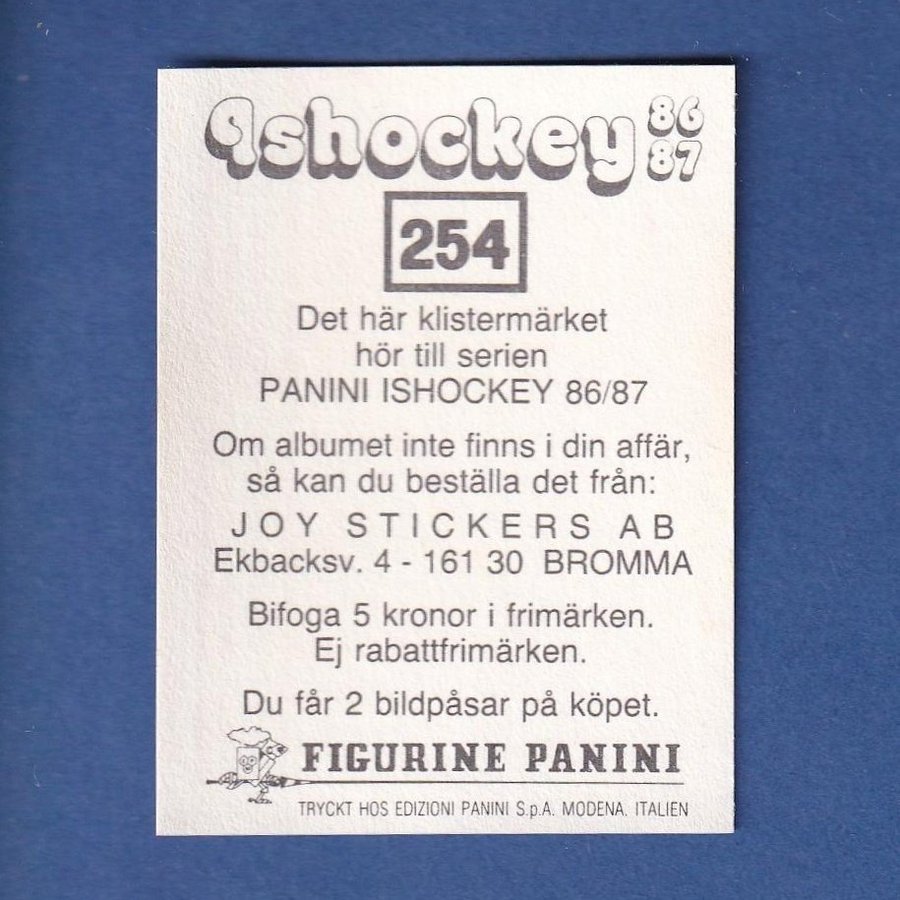 Ishockey 86
87
254
Det här klistermärket
hör till serien
PANINI ISHOCKEY 86/87
Om albumet inte finns i din affär,
så kan du beställa det från:
JOY STICKERS AB
Ekbacksv. 4 - 161 30 BROMMA
Bifoga 5 kronor i frimärken.
Ej rabattfrimärken.
Du får 2 bildpåsar på köpet.
FIGURINE PANINI
TRYCKT HOS EDIZIONI PANINI S.p.A. MODENA. ITALIEN